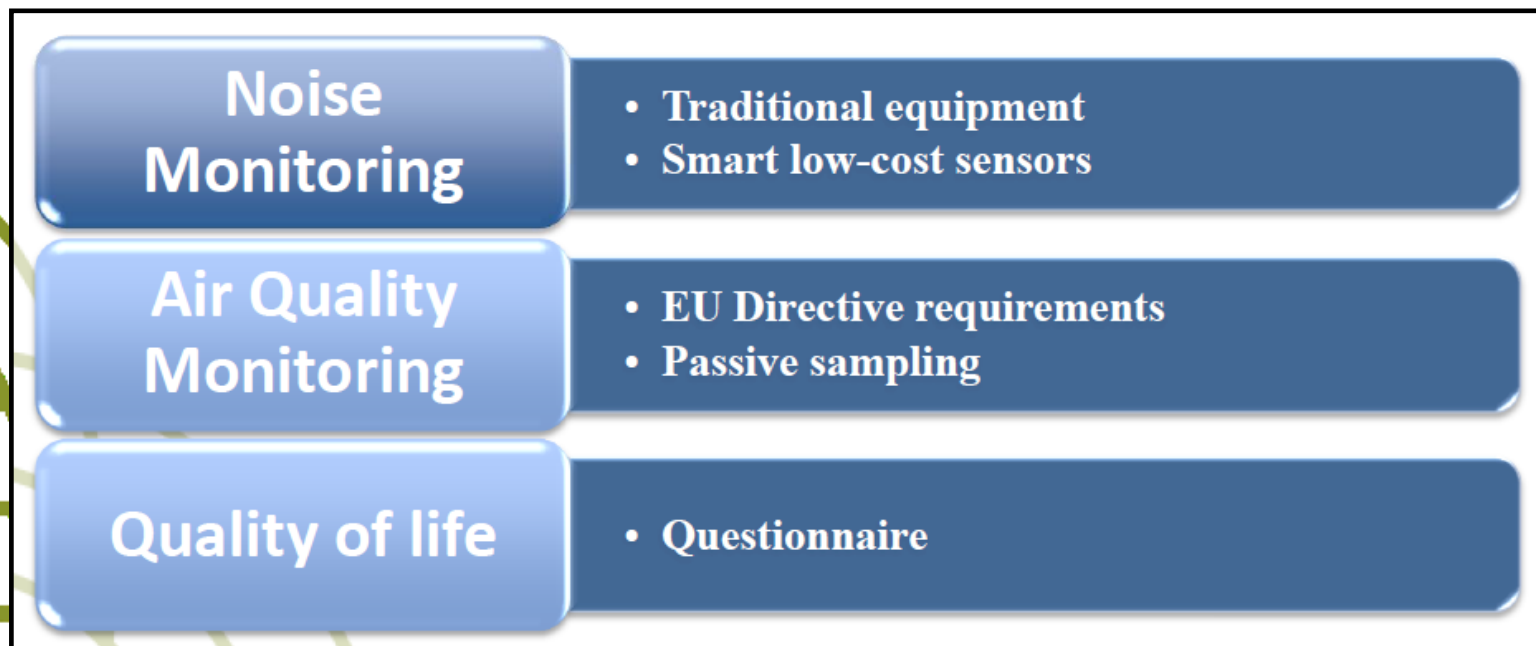 Noise
Monitoring
• Traditional equipment
• Smart low-cost sensors
Air Quality
Monitoring
• EU Directive requirements
• Passive sampling
Quality of life
• Questionnaire